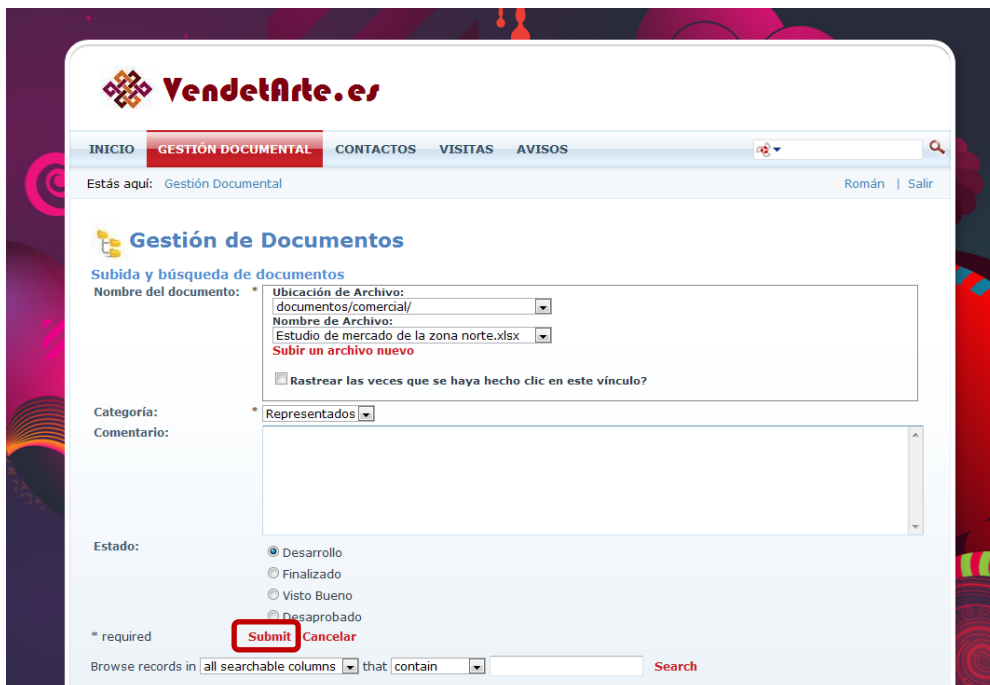 VendetArte.es
INICIO GESTIÓN DOCUMENTAL CONTACTOS VISITAS AVISOS
Estás aquí: Gestión Documental Román | Salir
Gestión de Documentos
Subida y búsqueda de documentos
Nombre del documento: * Ubicación de Archivo:
documentos/comercial/
Nombre de Archivo:
Estudio de mercado de la zona norte.xlsx
Subir un archivo nuevo
Rastrear las veces que se haya hecho clic en este vínculo?
Categoría: * Representados
Comentario:
Estado: Desarrollo
Finalizado
Visto Bueno
Desaprobado
* required Submit Cancelar
Browse records in all searchable columns that contain Search